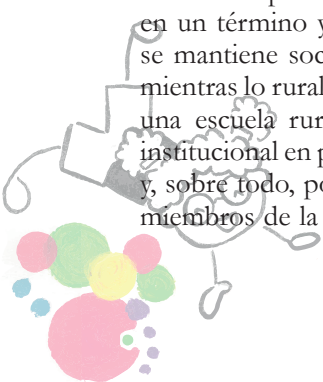 en un término y
se mantiene soc
mientras lo rural
una escuela rur
institucional en p
y, sobre todo, po
miembros de la